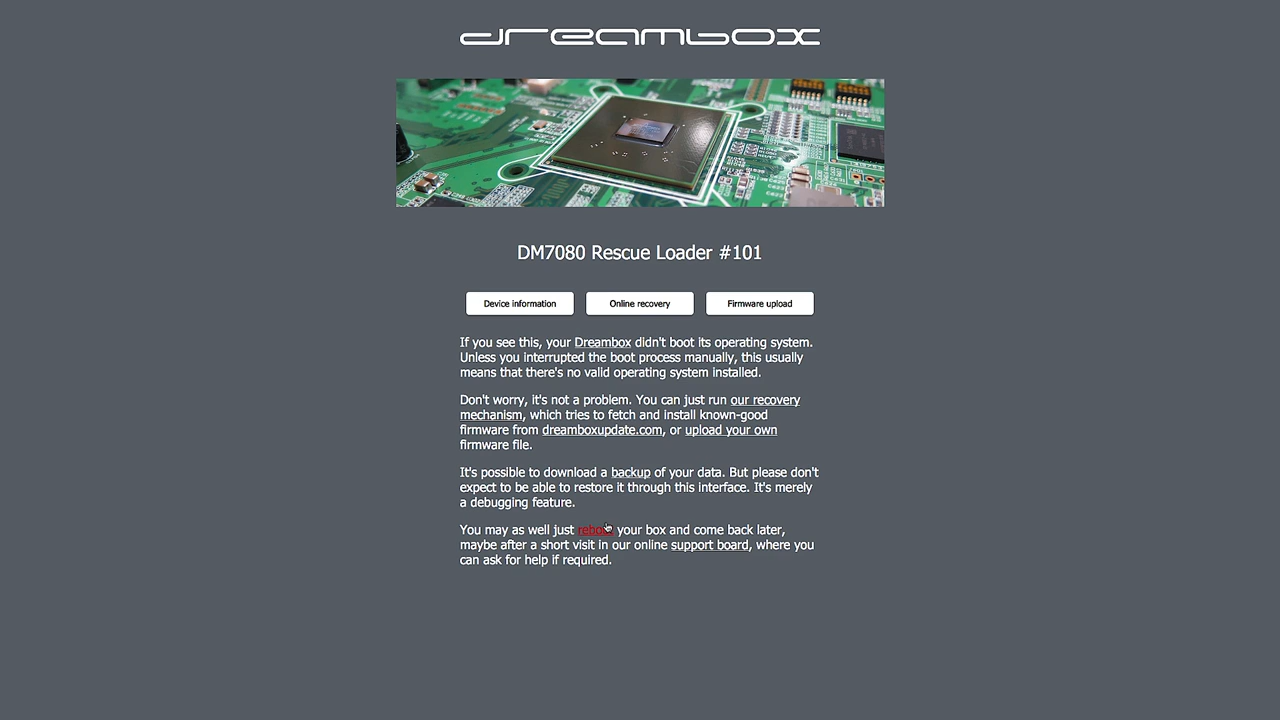 dreambox
DM7080 Rescue Loader #101
Device information
Online recovery
Firmware upload
If you see this, your Dreambox didn't boot its operating system.
Unless you interrupted the boot process manually, this usually
means that there's no valid operating system installed.
Don't worry, it's not a problem. You can just run our recovery
mechanism, which tries to fetch and install known-good
firmware from dreamboxupdate.com, or upload your own
firmware file.
It's possible to download a backup of your data. But please don't
expect to be able to restore it through this interface. It's merely
a debugging feature.
You may as well just reboot your box and come back later,
maybe after a short visit in our online support board, where you
can ask for help if required.